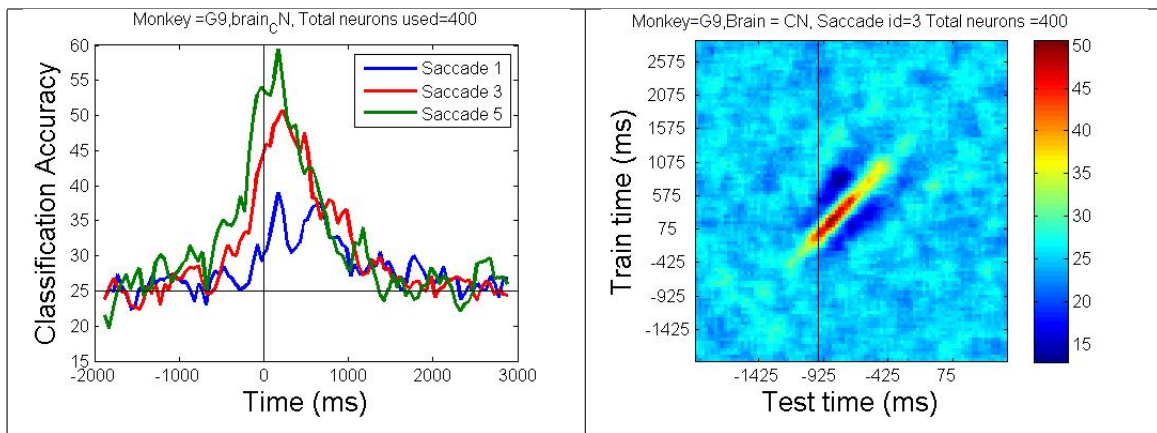 Monkey =G9,brain_CN, Total neurons used=400
60
55
50
45
40
35
30
25
20
15
Classification Accuracy
Saccade 1
Saccade 3
Saccade 5
-2000 -1000 0 1000 2000 3000
Time (ms)
Monkey=G9,Brain = CN, Saccade id=3 Total neurons =400
2575
2075
1575
1075
575
75
-425
-925
-1425
Train time (ms)
-1425 -925 -425 75
Test time (ms)
50
45
40
35
30
25
20
15